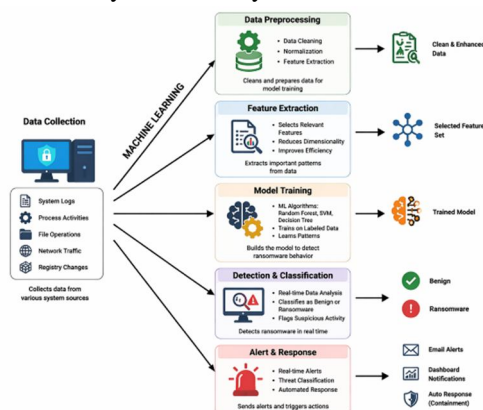 Data Collection
System Logs
Process Activities
File Operations
Network Traffic
Registry Changes
Collects data from
various system sources
MACHINE LEARNING
Data Preprocessing
• Data Cleaning
• Normalization
• Feature Extraction
Cleans and prepares data for
model training
Clean & Enhanced
Data
Feature Extraction
• Selects Relevant
Features
• Reduces Dimensionality
• Improves Efficiency
Extracts important patterns
from data
Selected Feature
Set
Model Training
• ML Algorithms:
Random Forest, SVM,
Decision Tree
• Trains on Labeled Data
• Learns Patterns
Builds the model to detect
ransomware behavior
Trained Model
Detection & Classification
• Real-time Data Analysis
• Classifies as Benign or
Ransomware
• Flags Suspicious Activity
Detects ransomware in real time
Benign
Ransomware
Alert & Response
• Real-time Alerts
• Threat Classification
• Automated Response
Sends alerts and triggers actions
Email Alerts
Dashboard
Notifications
Auto Response
(Containment)